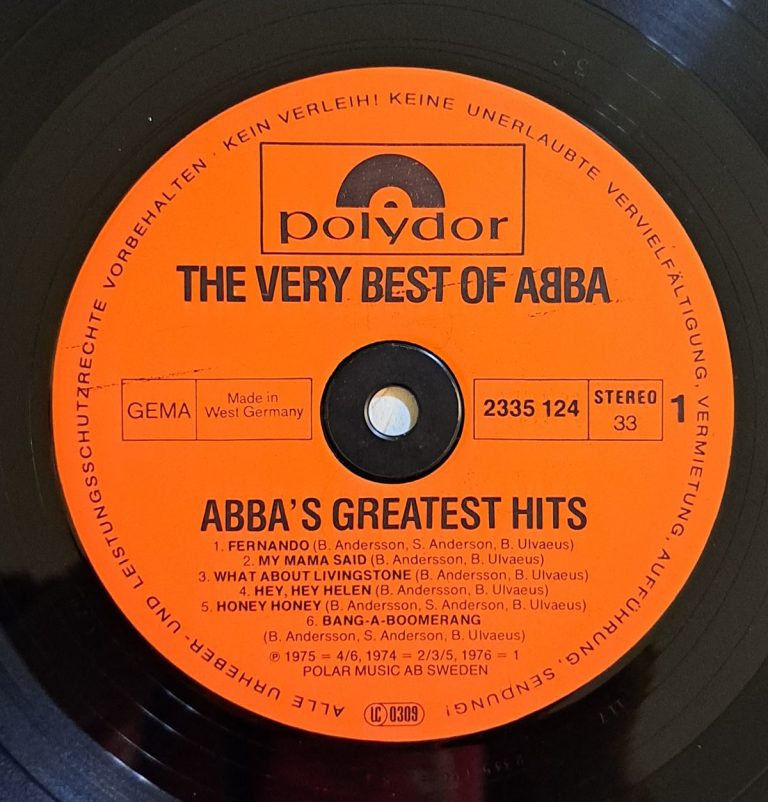 ALLE URHEBER- UND LEISTUNGSSCHUTZRECHTE VORBEHALTEN · KEIN VERLEIH! KEINE UNERLAUBTE VERVIELFÄLTIGUNG, VERMIETUNG, AUFFÜHRUNG, SENDUNG!
polydor
THE VERY BEST OF AᗺBA
GEMA
Made in
West Germany
2335 124
STEREO
33
1
ABBA'S GREATEST HITS
1. FERNANDO (B. Andersson, S. Anderson, B. Ulvaeus)
2. MY MAMA SAID (B. Andersson, B. Ulvaeus)
3. WHAT ABOUT LIVINGSTONE (B. Andersson, B. Ulvaeus)
4. HEY, HEY HELEN (B. Andersson, B. Ulvaeus)
5. HONEY HONEY (B. Andersson, S. Anderson, B. Ulvaeus)
6. BANG-A-BOOMERANG
(B. Andersson, S. Anderson, B. Ulvaeus)
℗ 1975 = 4/6, 1974 = 2/3/5, 1976 = 1
POLAR MUSIC AB SWEDEN
LC 0309